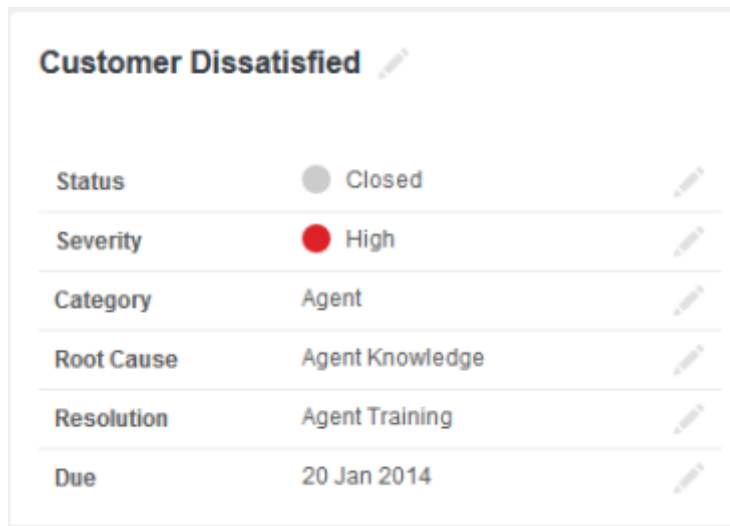 Customer Dissatisfied
Status Closed
Severity High
Category Agent
Root Cause Agent Knowledge
Resolution Agent Training
Due 20 Jan 2014